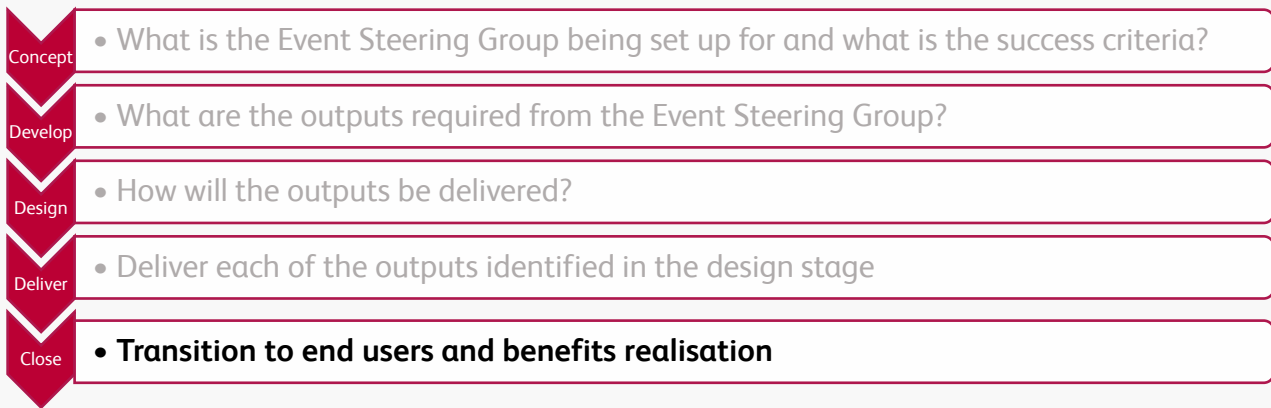 Concept
• What is the Event Steering Group being set up for and what is the success criteria?
Develop
• What are the outputs required from the Event Steering Group?
Design
• How will the outputs be delivered?
Deliver
• Deliver each of the outputs identified in the design stage
Close
• Transition to end users and benefits realisation